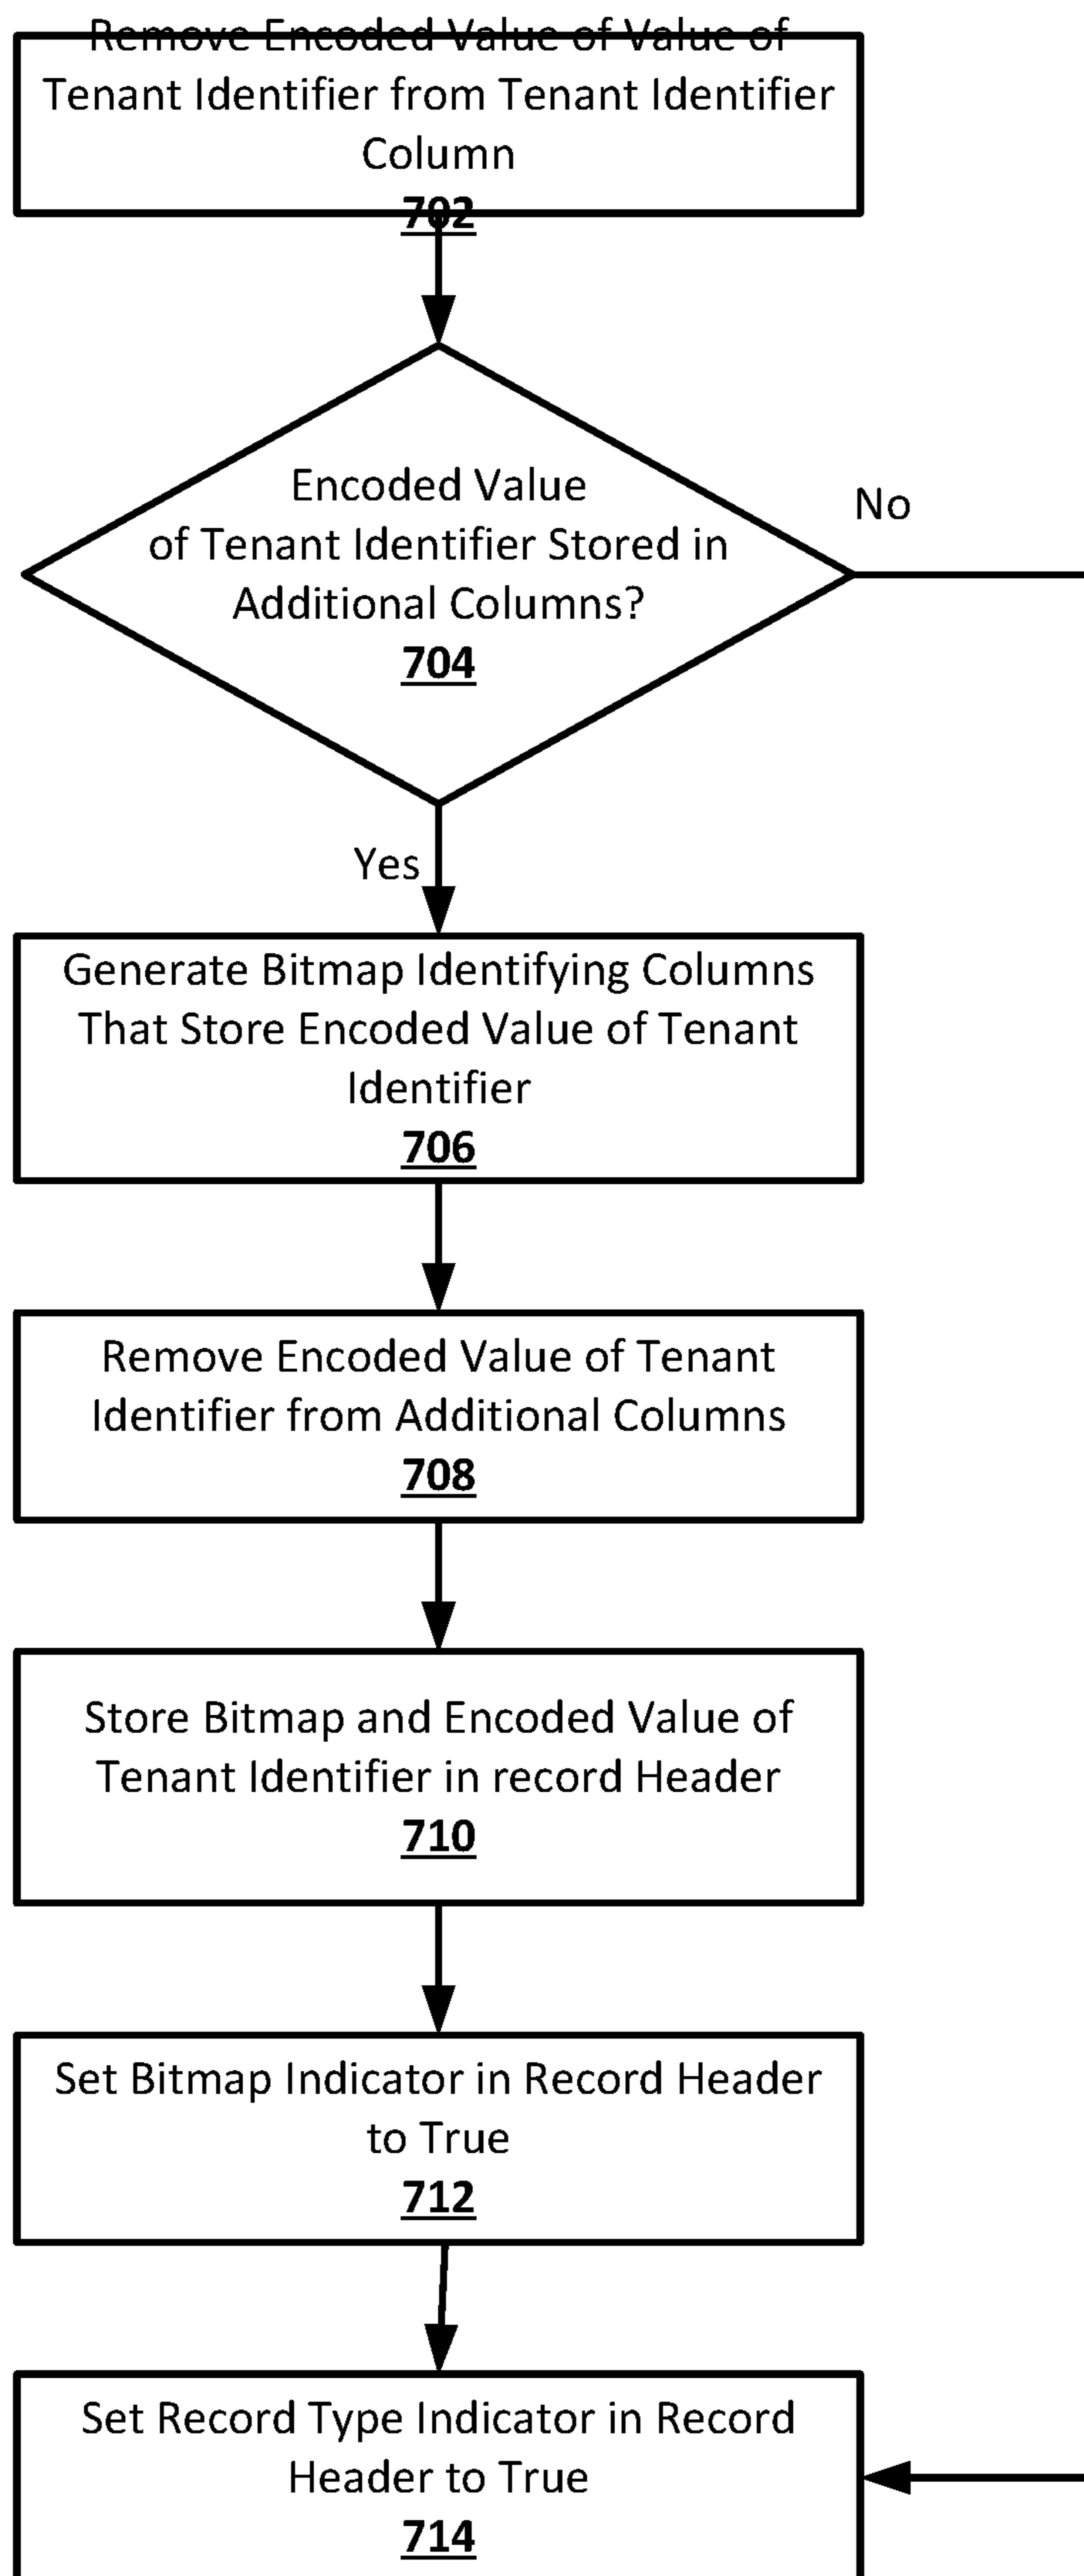 Remove Encoded Value of Value of
Tenant Identifier from Tenant Identifier
Column
702
Encoded Value
of Tenant Identifier Stored in
Additional Columns?
704
No
Yes
Generate Bitmap Identifying Columns
That Store Encoded Value of Tenant
Identifier
706
Remove Encoded Value of Tenant
Identifier from Additional Columns
708
Store Bitmap and Encoded Value of
Tenant Identifier in record Header
710
Set Bitmap Indicator in Record Header
to True
712
Set Record Type Indicator in Record
Header to True
714